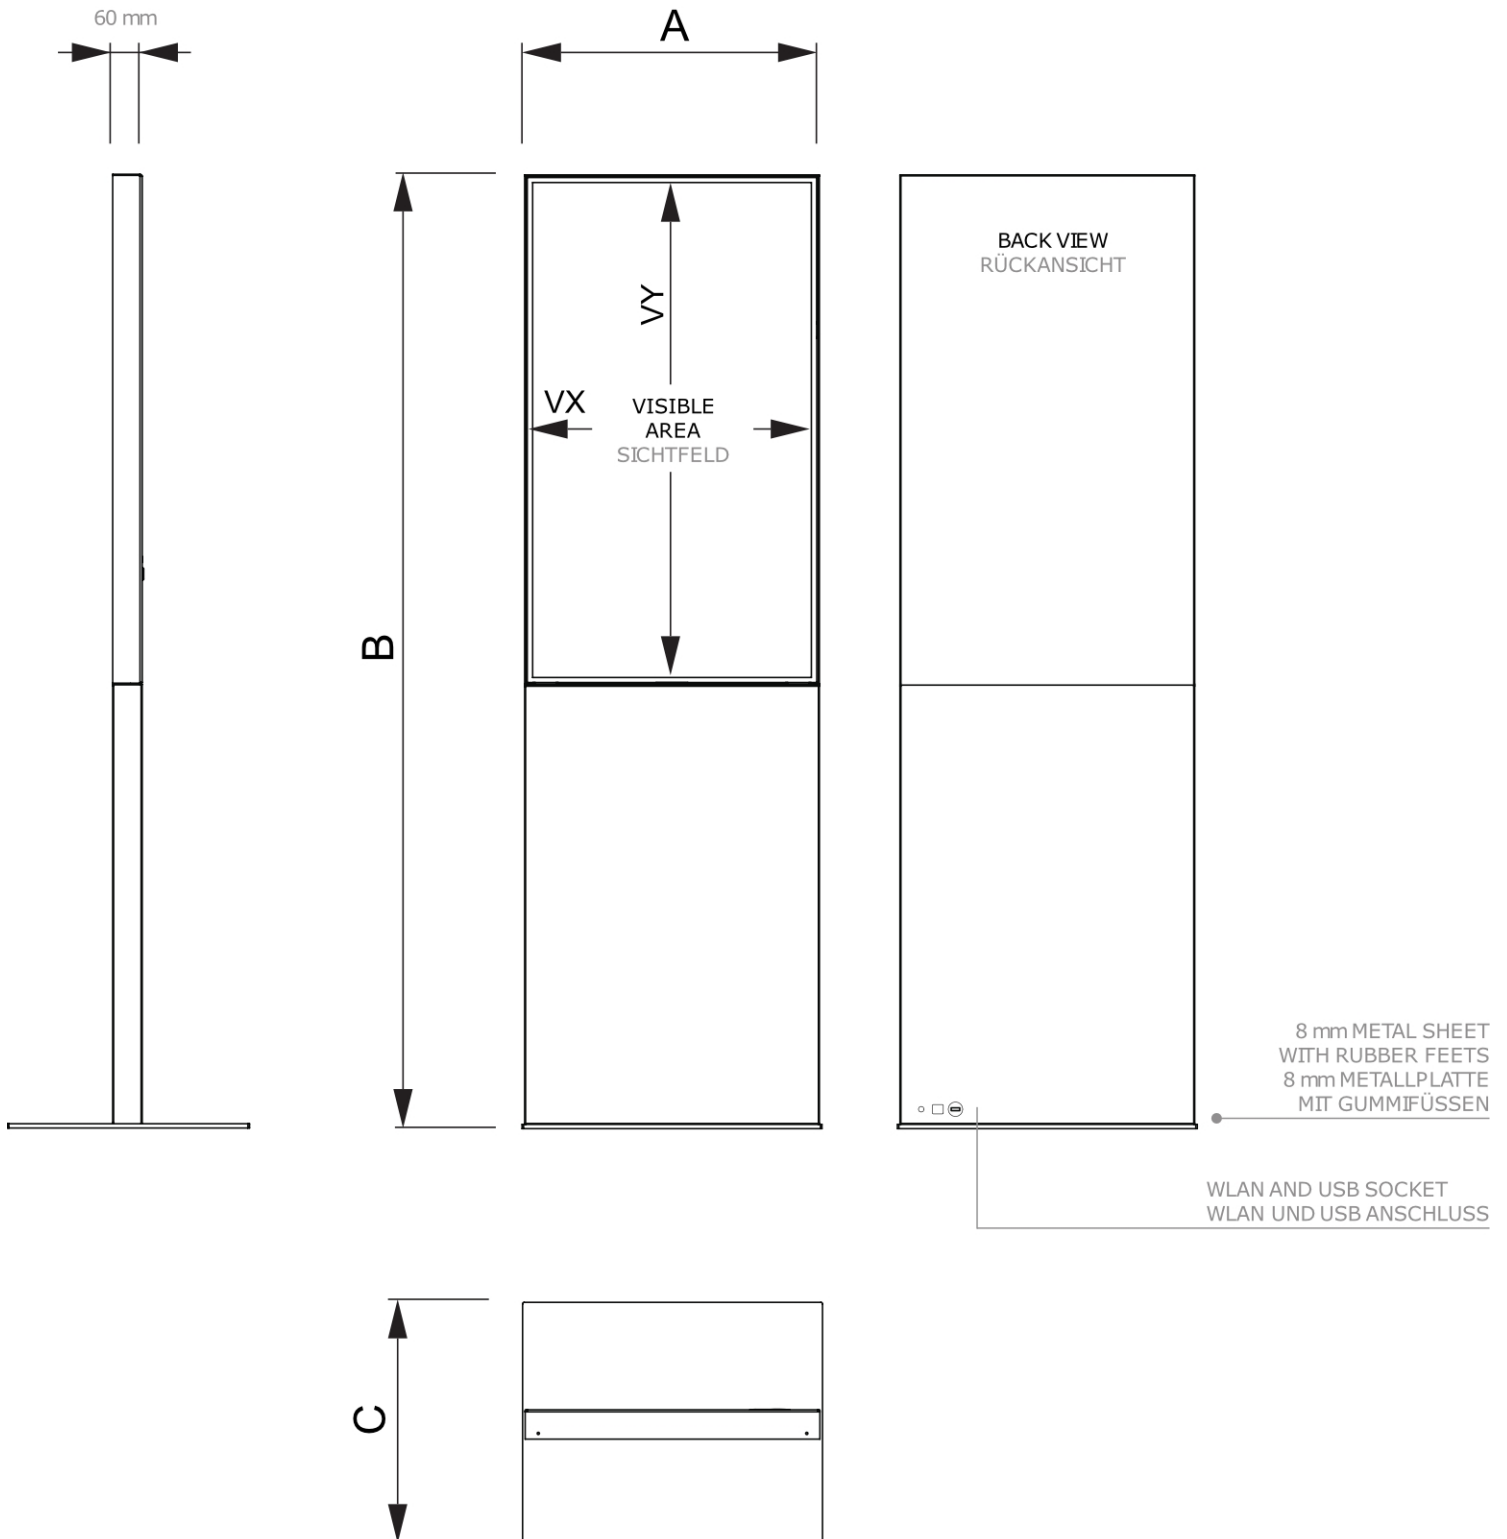 60 mm
A
BACK VIEW
RÜCKANSICHT
VY
VX
VISIBLE
AREA
SICHTFELD
B
8 mm METAL SHEET
WITH RUBBER FEETS
8 mm METALLPLATTE
MIT GUMMIFÜSSEN
WLAN AND USB SOCKET
WLAN UND USB ANSCHLUSS
C